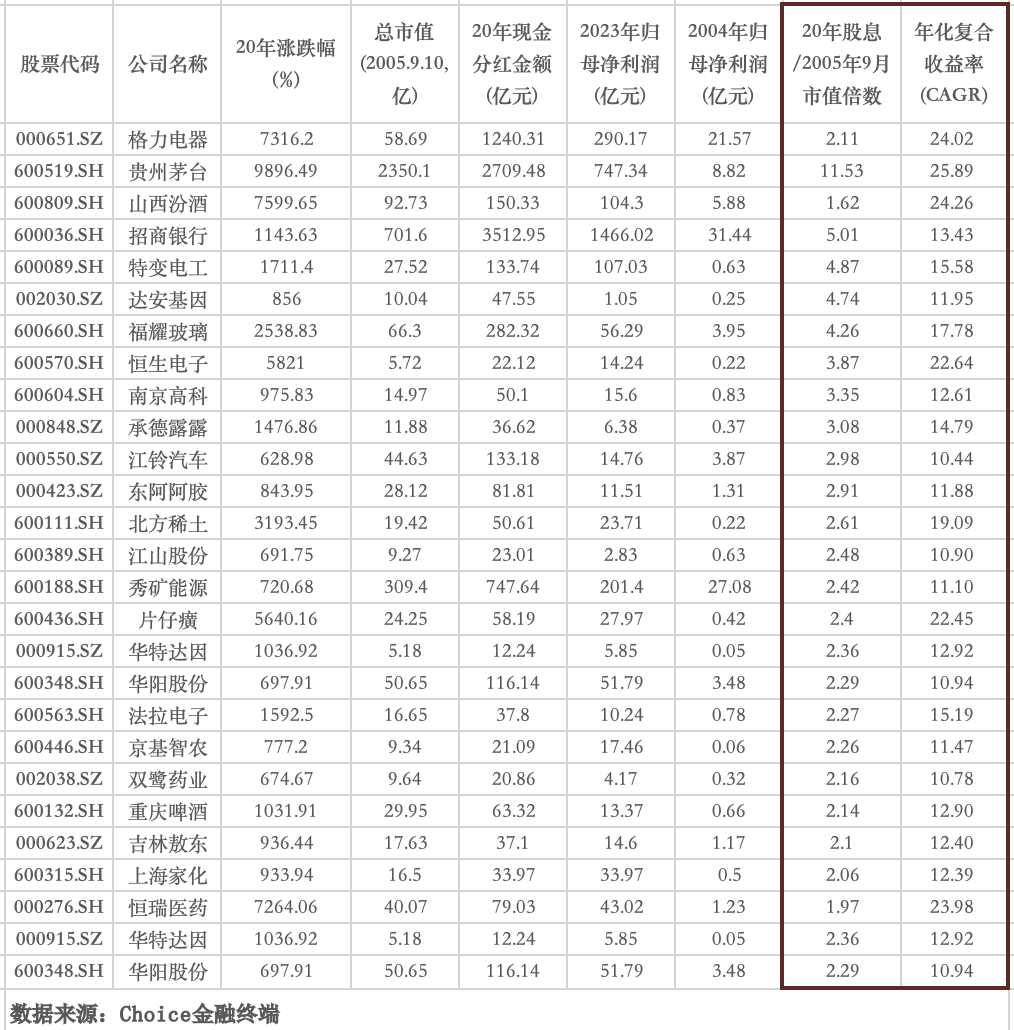 股票代码 公司名称 20年涨跌幅(%) 总市值(2005.9.10,亿) 20年现金分红金额(亿元) 2023年归母净利润(亿元) 2004年归母净利润(亿元) 20年股息/2005年9月市值倍数 年化复合收益率(CAGR)
000651.SZ 格力电器 7316.2 58.69 1240.31 290.17 21.57 2.11 24.02
600519.SH 贵州茅台 9896.49 2350.1 2709.48 747.34 8.82 11.53 25.89
600809.SH 山西汾酒 7599.65 92.73 150.33 104.3 5.88 1.62 24.26
600036.SH 招商银行 1143.63 701.6 3512.95 1466.02 31.44 5.01 13.43
600089.SH 特变电工 1711.4 27.52 133.74 107.03 0.63 4.87 15.58
002030.SZ 达安基因 856 10.04 47.55 1.05 0.25 4.74 11.95
600660.SH 福耀玻璃 2538.83 66.3 282.32 56.29 3.95 4.26 17.78
600570.SH 恒生电子 5821 5.72 22.12 14.24 0.22 3.87 22.64
600604.SH 南京高科 975.83 14.97 50.1 15.6 0.83 3.35 12.61
000848.SZ 承德露露 1476.86 11.88 36.62 6.38 0.37 3.08 14.79
000550.SZ 江铃汽车 628.98 44.63 133.18 14.76 3.87 2.98 10.44
000423.SZ 东阿阿胶 843.95 28.12 81.81 11.51 1.31 2.91 11.88
600111.SH 北方稀土 3193.45 19.42 50.61 23.71 0.22 2.61 19.09
600389.SH 江山股份 691.75 9.27 23.01 2.83 0.63 2.48 10.90
600188.SH 秀矿能源 720.68 309.4 747.64 201.4 27.08 2.42 11.10
600436.SH 片仔癀 5640.16 24.25 58.19 27.97 0.42 2.4 22.45
000915.SZ 华特达因 1036.92 5.18 12.24 5.85 0.05 2.36 12.92
600348.SH 华阳股份 697.91 50.65 116.14 51.79 3.48 2.29 10.94
600563.SH 法拉电子 1592.5 16.65 37.8 10.24 0.78 2.27 15.19
600446.SH 京基智农 777.2 9.34 21.09 17.46 0.06 2.26 11.47
002038.SZ 双鹭药业 674.67 9.64 20.86 4.17 0.32 2.16 10.78
600132.SH 重庆啤酒 1031.91 29.95 63.32 13.37 0.66 2.14 12.90
000623.SZ 吉林敖东 936.44 17.63 37.1 14.6 1.17 2.1 12.40
600315.SH 上海家化 933.94 16.5 33.97 33.97 0.5 2.06 12.39
000276.SH 恒瑞医药 7264.06 40.07 79.03 43.02 1.23 1.97 23.98
000915.SZ 华特达因 1036.92 5.18 12.24 5.85 0.05 2.36 12.92
600348.SH 华阳股份 697.91 50.65 116.14 51.79 3.48 2.29 10.94
数据来源：Choice金融终端